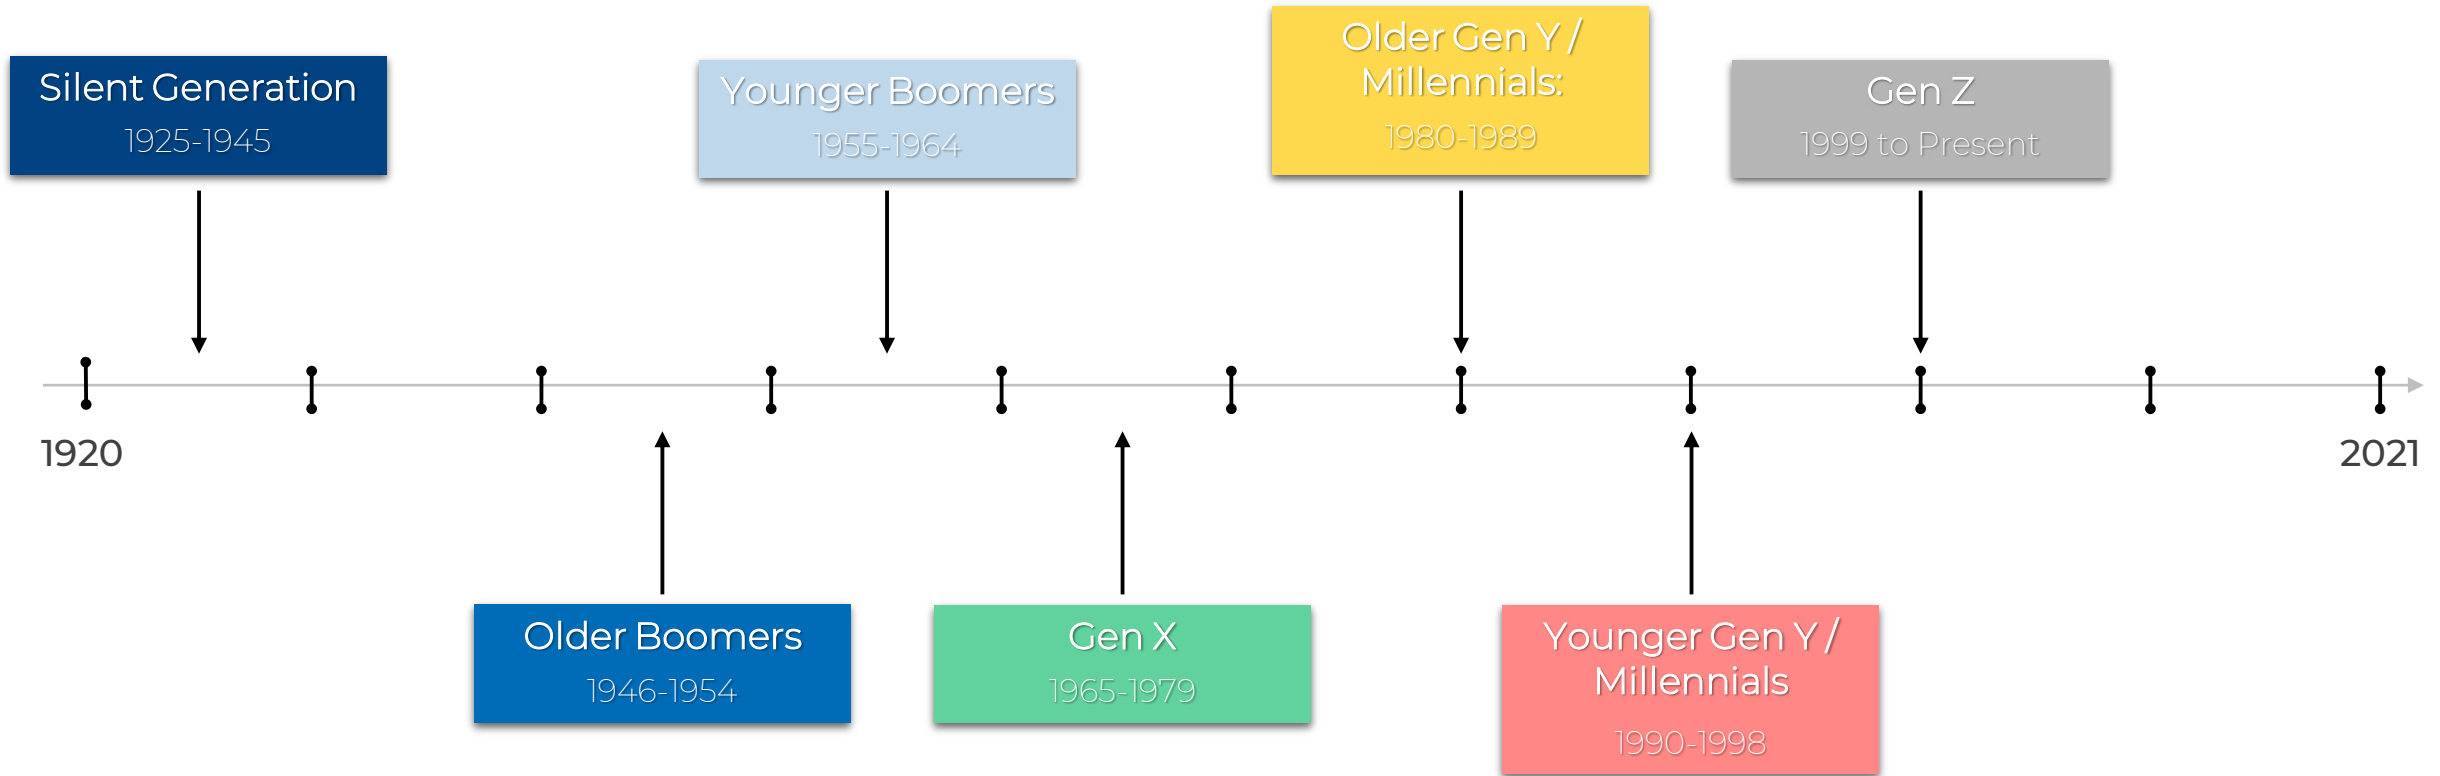 Silent Generation
1925-1945
Younger Boomers
1955-1964
Older Gen Y /
Millennials:
1980-1989
Gen Z
1999 to Present
1920
2021
Older Boomers
1946-1954
Gen X
1965-1979
Younger Gen Y /
Millennials
1990-1998